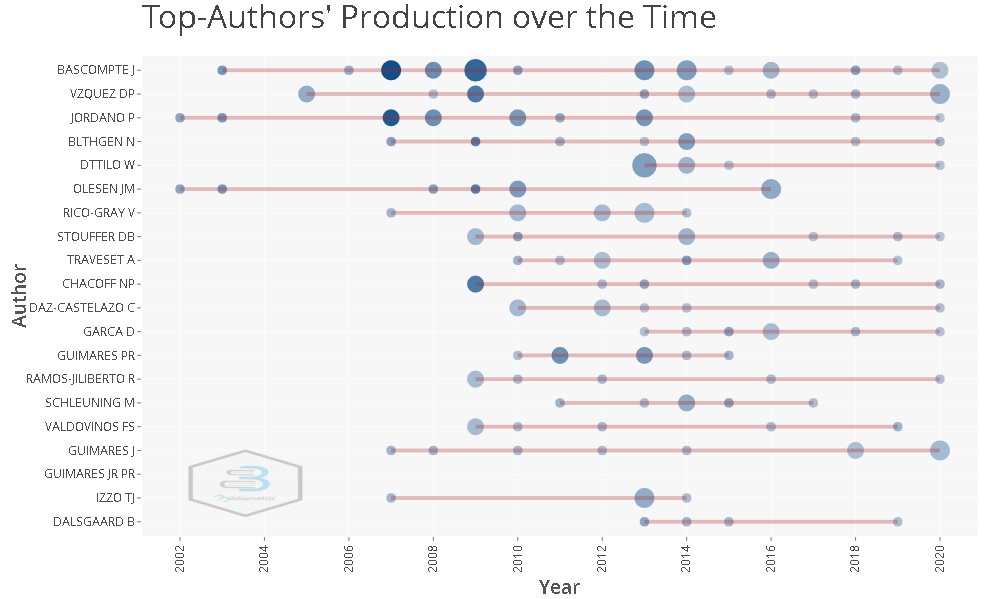 Top-Authors' Production over the Time
Author
BASCOMPTE J
VZQUEZ DP
JORDANO P
BLTHGEN N
DTTILO W
OLESEN JM
RICO-GRAY V
STOUFFER DB
TRAVESET A
CHACOFF NP
DAZ-CASTELAZO C
GARCA D
GUIMARES PR
RAMOS-JILIBERTO R
SCHLEUNING M
VALDOVINOS FS
GUIMARES J
GUIMARES JR PR
IZZO TJ
DALSGAARD B
2002 2004 2006 2008 2010 2012 2014 2016 2018 2020
Year